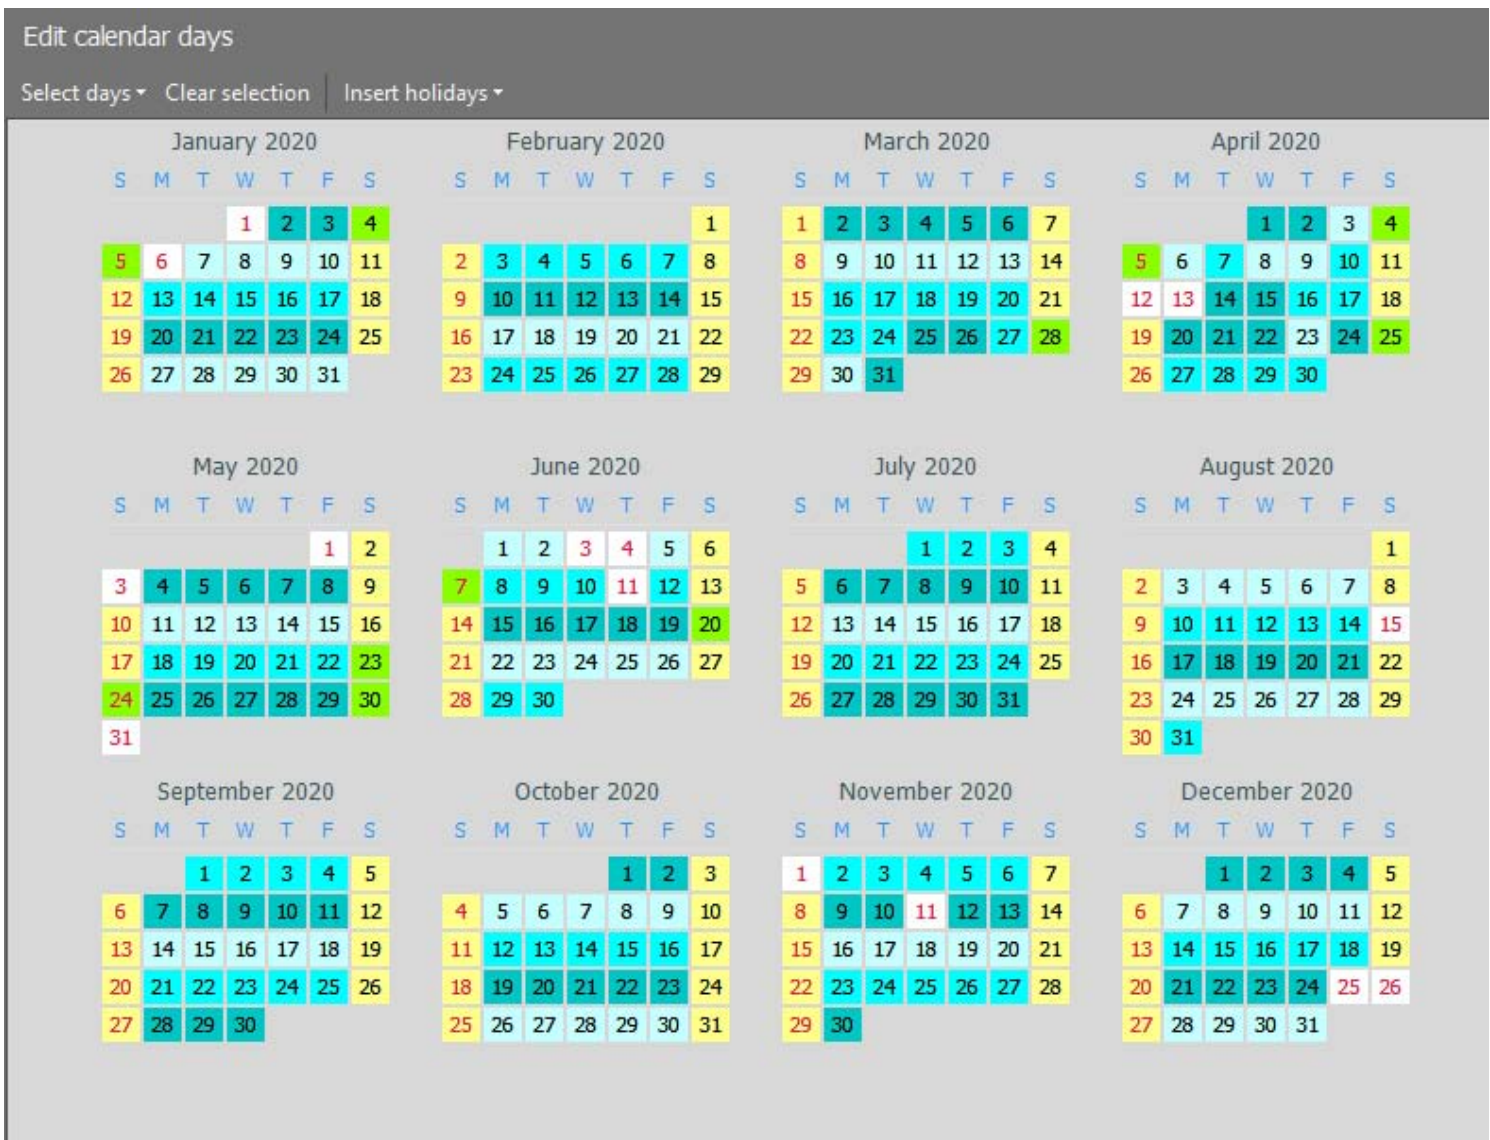 Edit calendar days
Select days Clear selection Insert holidays
January 2020 February 2020 March 2020 April 2020
S M T W T F S S M T W T F S S M T W T F S S M T W T F S
1 2 3 4 1 1 2 3 4 5 6 7 1 2 3 4
5 6 7 8 9 10 11 2 3 4 5 6 7 8 8 9 10 11 12 13 14 5 6 7 8 9 10 11
12 13 14 15 16 17 18 9 10 11 12 13 14 15 15 16 17 18 19 20 21 12 13 14 15 16 17 18
19 20 21 22 23 24 25 16 17 18 19 20 21 22 22 23 24 25 26 27 28 19 20 21 22 23 24 25
26 27 28 29 30 31 23 24 25 26 27 28 29 29 30 31 26 27 28 29 30
May 2020 June 2020 July 2020 August 2020
S M T W T F S S M T W T F S S M T W T F S S M T W T F S
1 2 1 2 3 4 5 6 1 2 3 4 1
3 4 5 6 7 8 9 7 8 9 10 11 12 13 5 6 7 8 9 10 11 2 3 4 5 6 7 8
10 11 12 13 14 15 16 14 15 16 17 18 19 20 12 13 14 15 16 17 18 9 10 11 12 13 14 15
17 18 19 20 21 22 23 21 22 23 24 25 26 27 19 20 21 22 23 24 25 16 17 18 19 20 21 22
24 25 26 27 28 29 30 28 29 30 26 27 28 29 30 31 23 24 25 26 27 28 29
31 30 31
September 2020 October 2020 November 2020 December 2020
S M T W T F S S M T W T F S S M T W T F S S M T W T F S
1 2 3 4 5 1 2 3 1 2 3 4 5 6 7 1 2 3 4 5
6 7 8 9 10 11 12 4 5 6 7 8 9 10 8 9 10 11 12 13 14 6 7 8 9 10 11 12
13 14 15 16 17 18 19 11 12 13 14 15 16 17 15 16 17 18 19 20 21 13 14 15 16 17 18 19
20 21 22 23 24 25 26 18 19 20 21 22 23 24 22 23 24 25 26 27 28 20 21 22 23 24 25 26
27 28 29 30 25 26 27 28 29 30 31 29 30 27 28 29 30 31